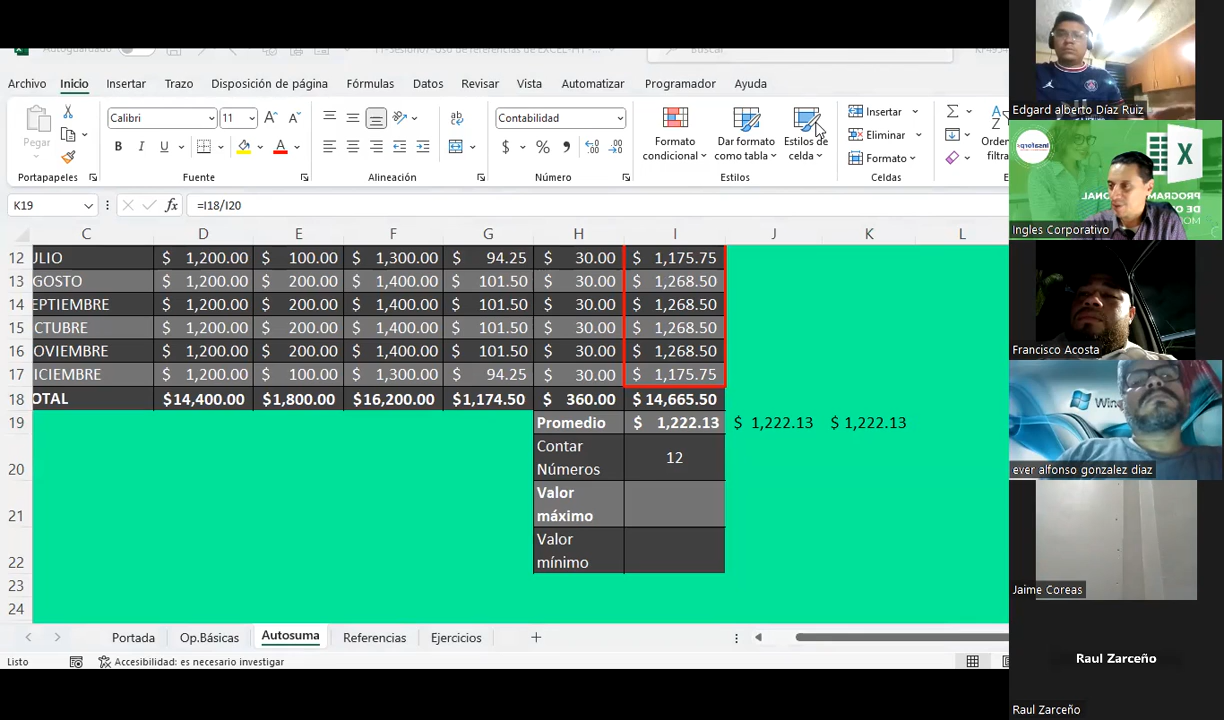 Buscar
Archivo Inicio Insertar Trazo Disposición de página Fórmulas Datos Revisar Vista Automatizar Programador Ayuda
Pegar
Calibri 11
N K S
Contabilidad
$ % 000
Formato condicional
Dar formato como tabla
Estilos de celda
Insertar
Eliminar
Formato
Portapapeles Fuente Alineación Número Estilos Celdas
K19 fx =I18/I20
C D E F G H I J K L
12 ULIO $ 1,200.00 $ 100.00 $ 1,300.00 $ 94.25 $ 30.00 $ 1,175.75
13 GOSTO $ 1,200.00 $ 200.00 $ 1,400.00 $ 101.50 $ 30.00 $ 1,268.50
14 EPTIEMBRE $ 1,200.00 $ 200.00 $ 1,400.00 $ 101.50 $ 30.00 $ 1,268.50
15 CTUBRE $ 1,200.00 $ 200.00 $ 1,400.00 $ 101.50 $ 30.00 $ 1,268.50
16 OVIEMBRE $ 1,200.00 $ 200.00 $ 1,400.00 $ 101.50 $ 30.00 $ 1,268.50
17 ICIEMBRE $ 1,200.00 $ 100.00 $ 1,300.00 $ 94.25 $ 30.00 $ 1,175.75
18 OTAL $14,400.00 $1,800.00 $16,200.00 $1,174.50 $ 360.00 $ 14,665.50
19 Promedio $ 1,222.13 $ 1,222.13 $ 1,222.13
20 Contar Números 12
21 Valor máximo
22 Valor mínimo
23
24
Portada Op.Básicas Autosuma Referencias Ejercicios
Listo Accesibilidad: es necesario investigar
Edgard alberto Díaz Ruiz
Ingles Corporativo
Francisco Acosta
ever alfonso gonzalez diaz
Jaime Coreas
Raul Zarceño
Raul Zarceño